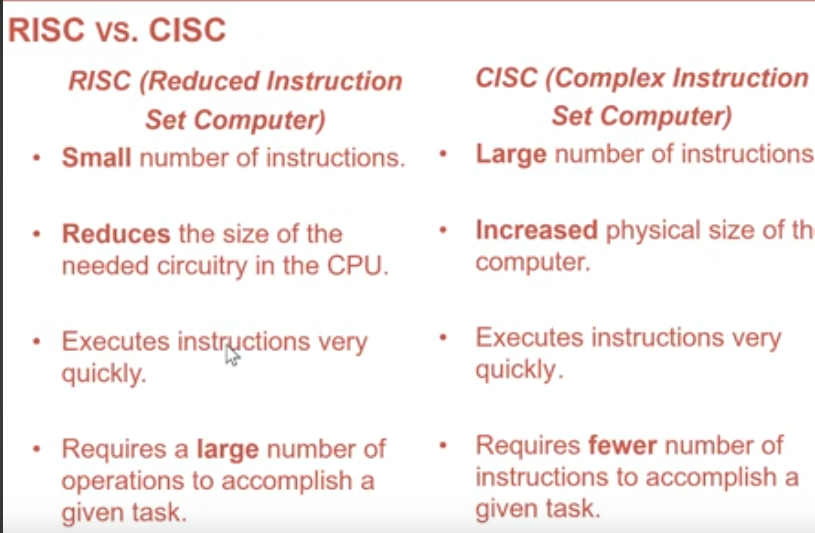 RISC vs. CISC
RISC (Reduced Instruction
Set Computer)
• Small number of instructions.
• Reduces the size of the
needed circuitry in the CPU.
• Executes instructions very
quickly.
• Requires a large number of
operations to accomplish a
given task.
CISC (Complex Instruction
Set Computer)
• Large number of instructions
• Increased physical size of th
computer.
• Executes instructions very
quickly.
• Requires fewer number of
instructions to accomplish a
given task.